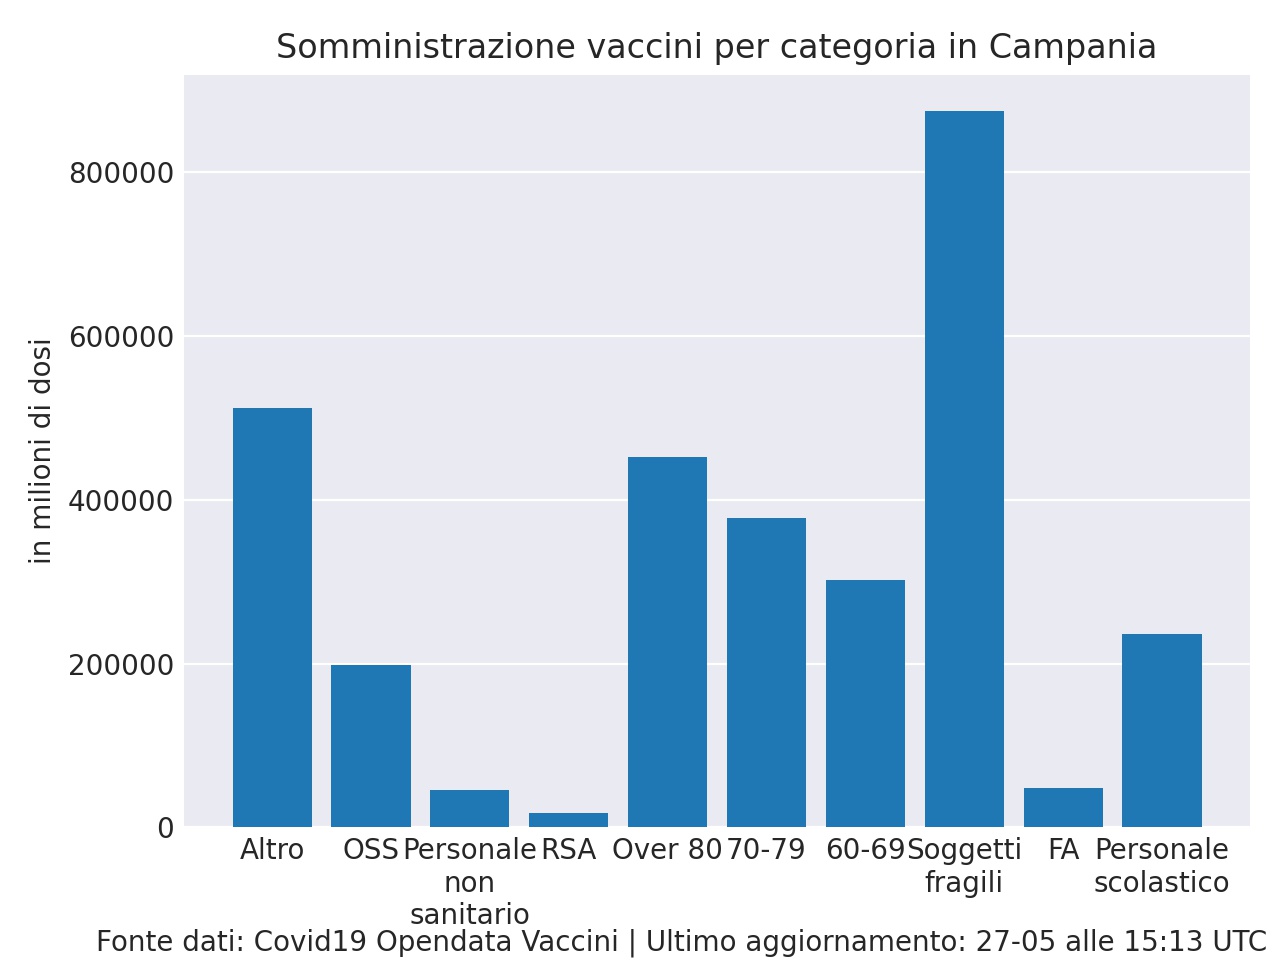 Somministrazione vaccini per categoria in Campania
in milioni di dosi
800000
600000
400000
200000
0
Altro
OSS
Personale
non
sanitario
RSA
Over 80
70-79
60-69
Soggetti
fragili
FA
Personale
scolastico
Fonte dati: Covid19 Opendata Vaccini | Ultimo aggiornamento: 27-05 alle 15:13 UTC